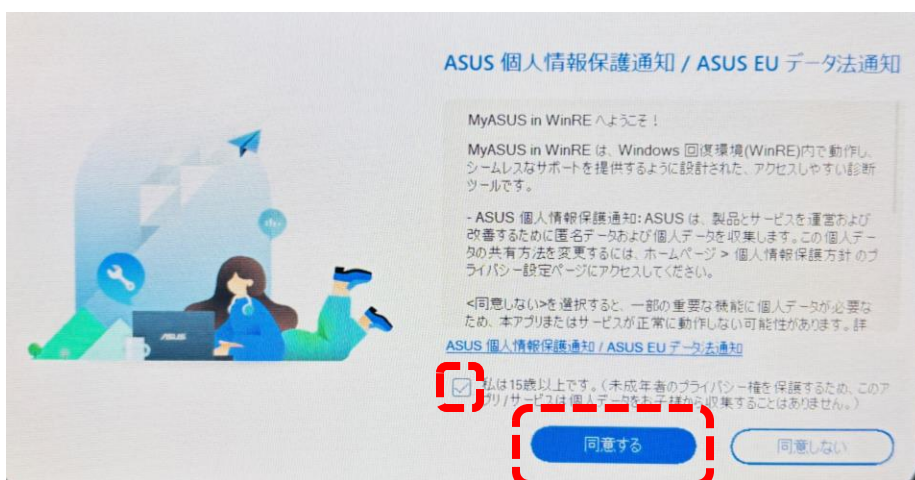 ASUS 個人情報保護通知 / ASUS EU データ法通知
MyASUS in WinRE へようこそ！
MyASUS in WinRE は、Windows 回復環境(WinRE)内で動作し、
シームレスなサポートを提供するように設計された、アクセスしやすい診断
ツールです。
- ASUS 個人情報保護通知: ASUS は、製品とサービスを運営および
改善するために匿名データおよび個人データを収集します。この個人デー
タの共有方法を変更するには、ホームページ > 個人情報保護方針 のプ
ライバシー設定ページにアクセスしてください。
<同意しない>を選択すると、一部の重要な機能に個人データが必要な
ため、本アプリまたはサービスが正常に動作しない可能性があります。詳
ASUS 個人情報保護通知 / ASUS EU データ法通知
私は15歳以上です。(未成年者のプライバシー権を保護するため、このア
プリ/サービスは個人データをお子様から収集することはありません。)
同意する
同意しない
ASUS